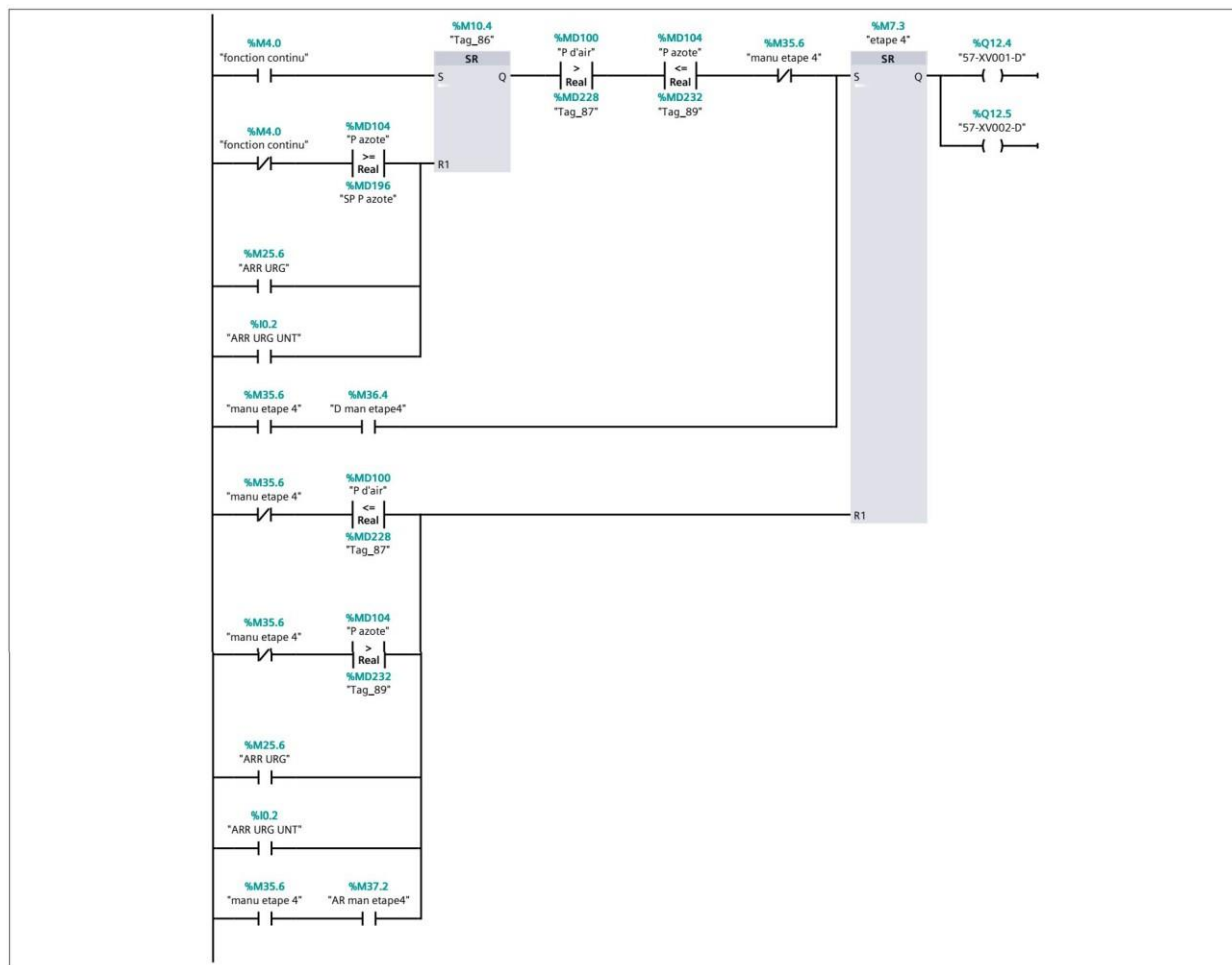 %M10.4
"Tag_86"
SR
S Q
R1
%M4.0
"fonction continu"
%MD100
"P d'air"
>
Real
%MD228
"Tag_87"
%MD104
"P azote"
<=
Real
%MD232
"Tag_89"
%M35.6
"manu etape 4"
%M7.3
"etape 4"
SR
S Q
R1
%Q12.4
"57-XV001-D"
%Q12.5
"57-XV002-D"
%M4.0
"fonction continu"
%MD104
"P azote"
>=
Real
%MD196
"SP P azote"
%M25.6
"ARR URG"
%I0.2
"ARR URG UNT"
%M35.6
"manu etape 4"
%M36.4
"D man etape4"
%M35.6
"manu etape 4"
%MD100
"P d'air"
<=
Real
%MD228
"Tag_87"
%M35.6
"manu etape 4"
%MD104
"P azote"
>
Real
%MD232
"Tag_89"
%M25.6
"ARR URG"
%I0.2
"ARR URG UNT"
%M35.6
"manu etape 4"
%M37.2
"AR man etape4"